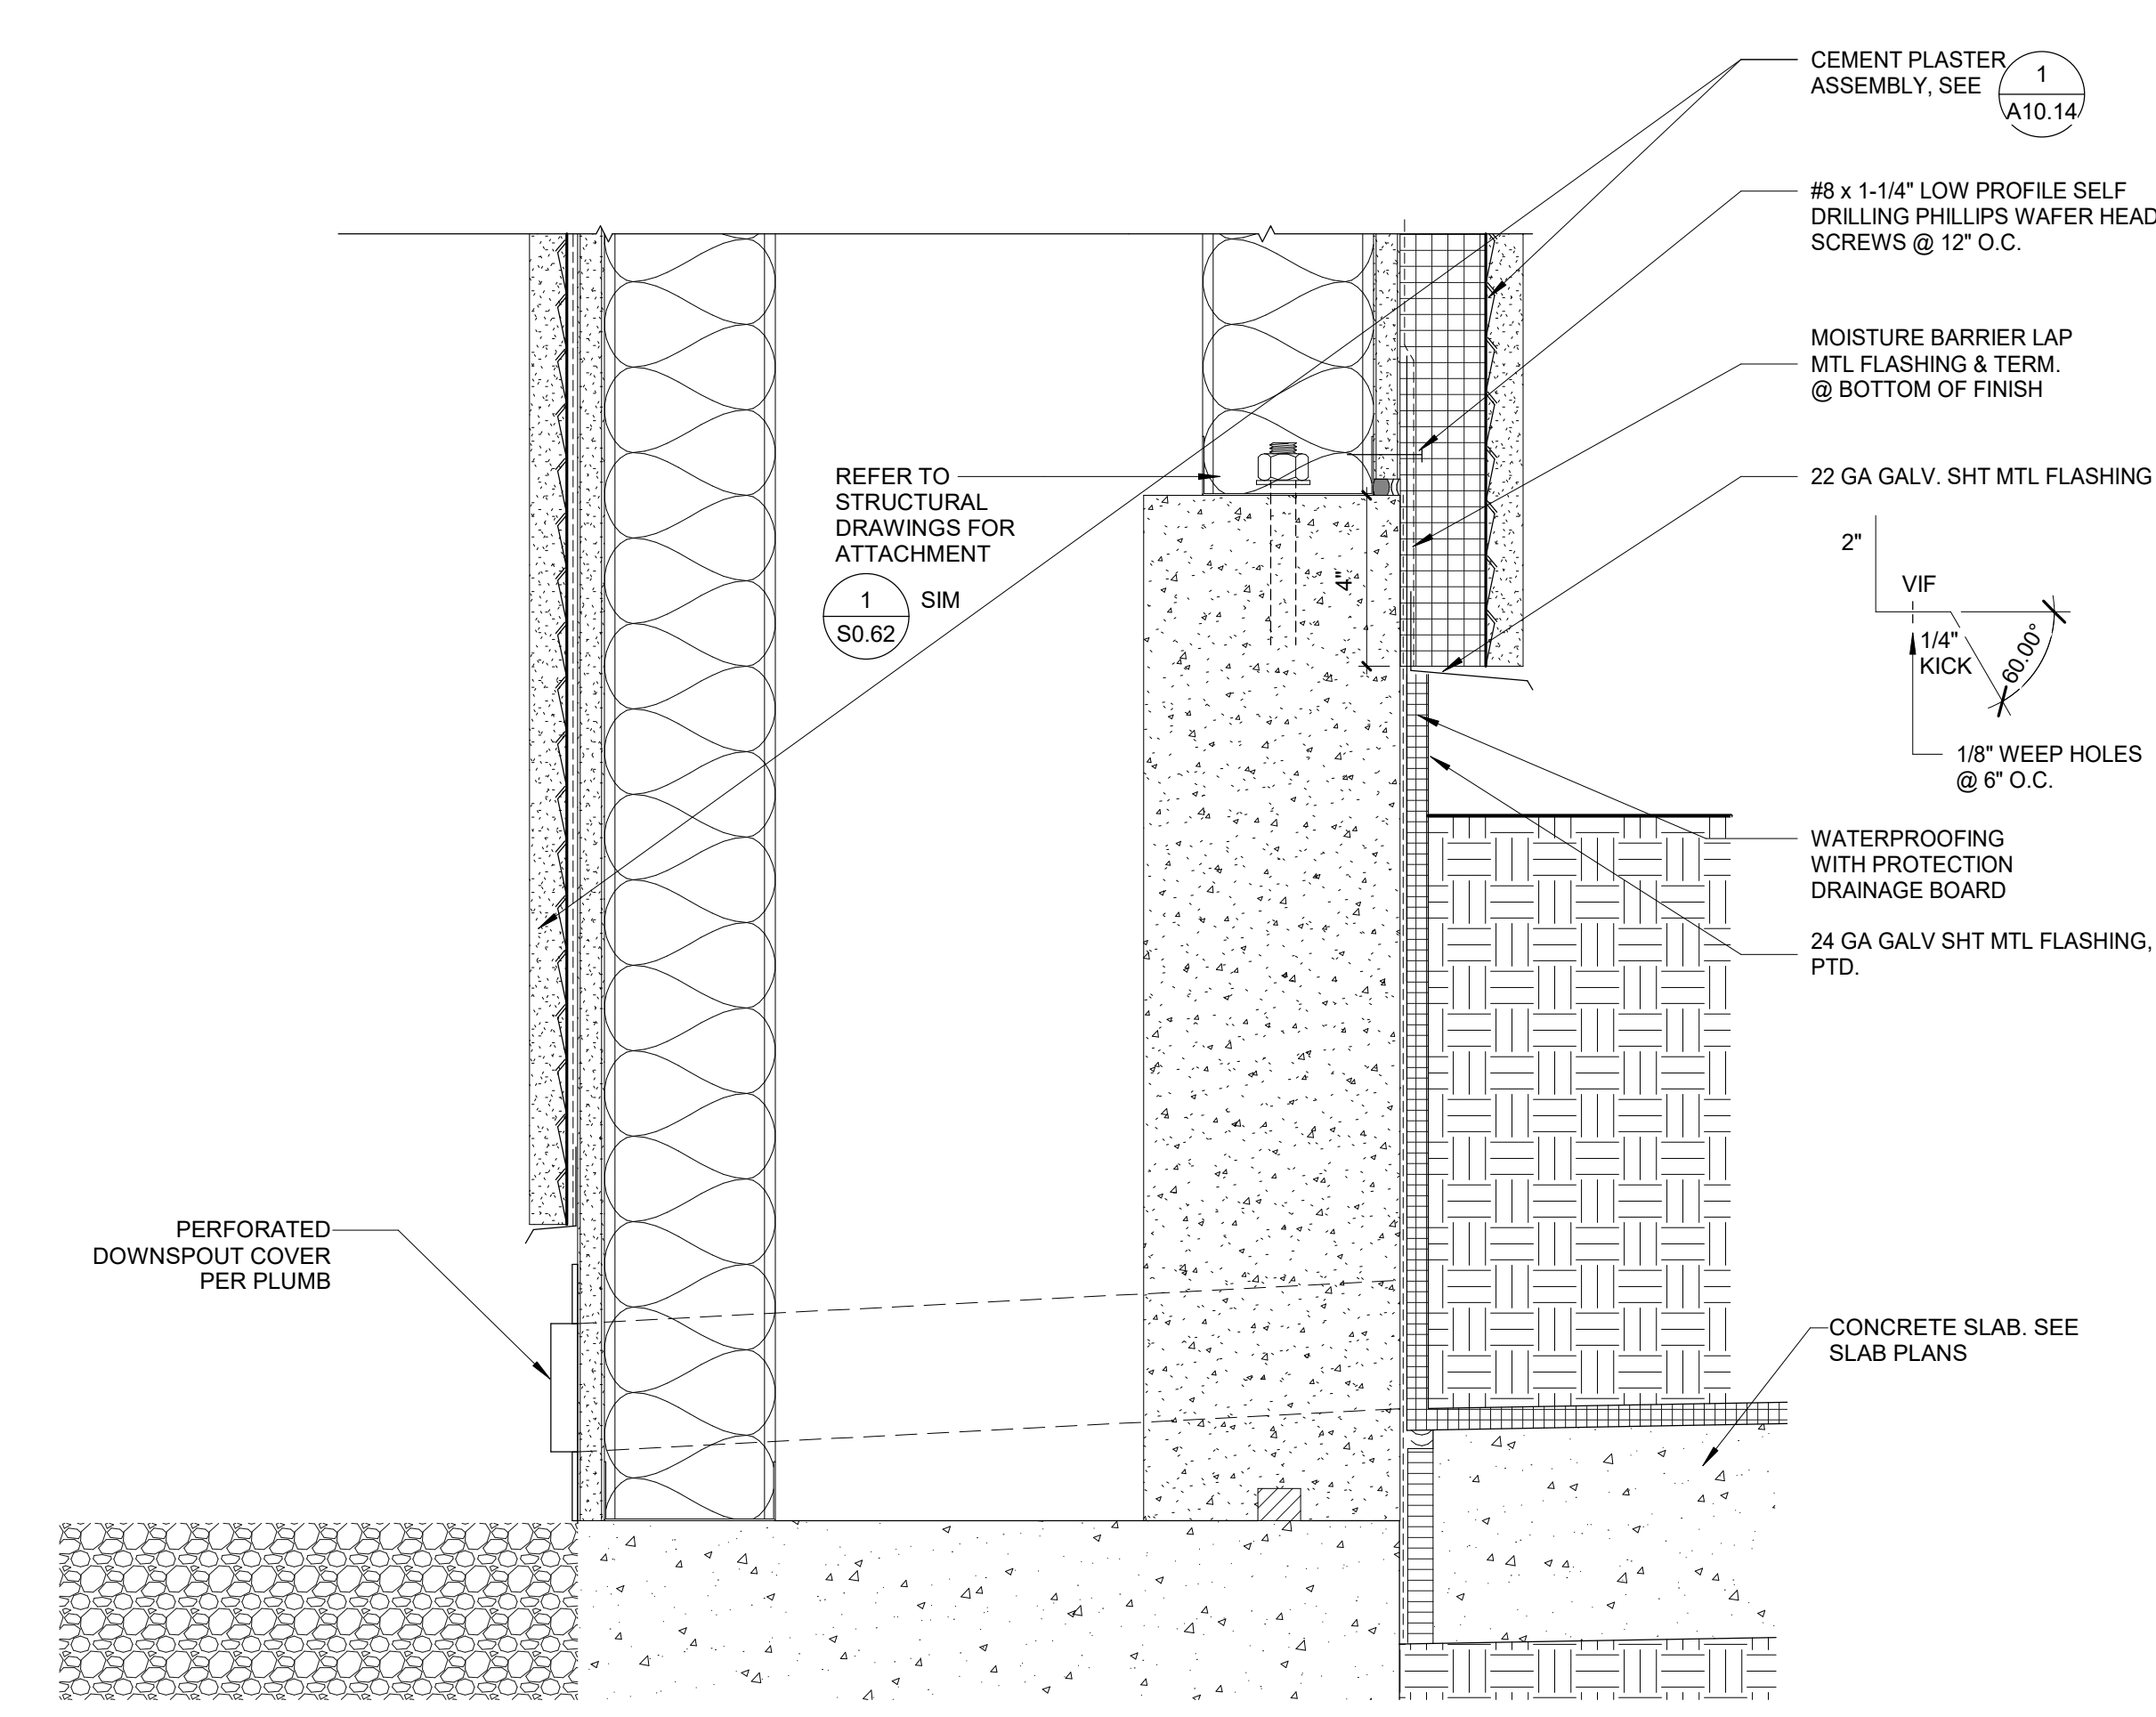 CEMENT PLASTER
ASSEMBLY, SEE
1
A10.14
#8 x 1-1/4" LOW PROFILE SELF
DRILLING PHILLIPS WAFER HEAD
SCREWS @ 12" O.C.
MOISTURE BARRIER LAP
MTL FLASHING & TERM.
@ BOTTOM OF FINISH
REFER TO
STRUCTURAL
DRAWINGS FOR
ATTACHMENT
1
S0.62
SIM
4"
22 GA GALV. SHT MTL FLASHING
2"
VIF
1/4"
KICK
60.00°
1/8" WEEP HOLES
@ 6" O.C.
WATERPROOFING
WITH PROTECTION
DRAINAGE BOARD
24 GA GALV SHT MTL FLASHING,
PTD.
PERFORATED
DOWNSPOUT COVER
PER PLUMB
CONCRETE SLAB. SEE
SLAB PLANS